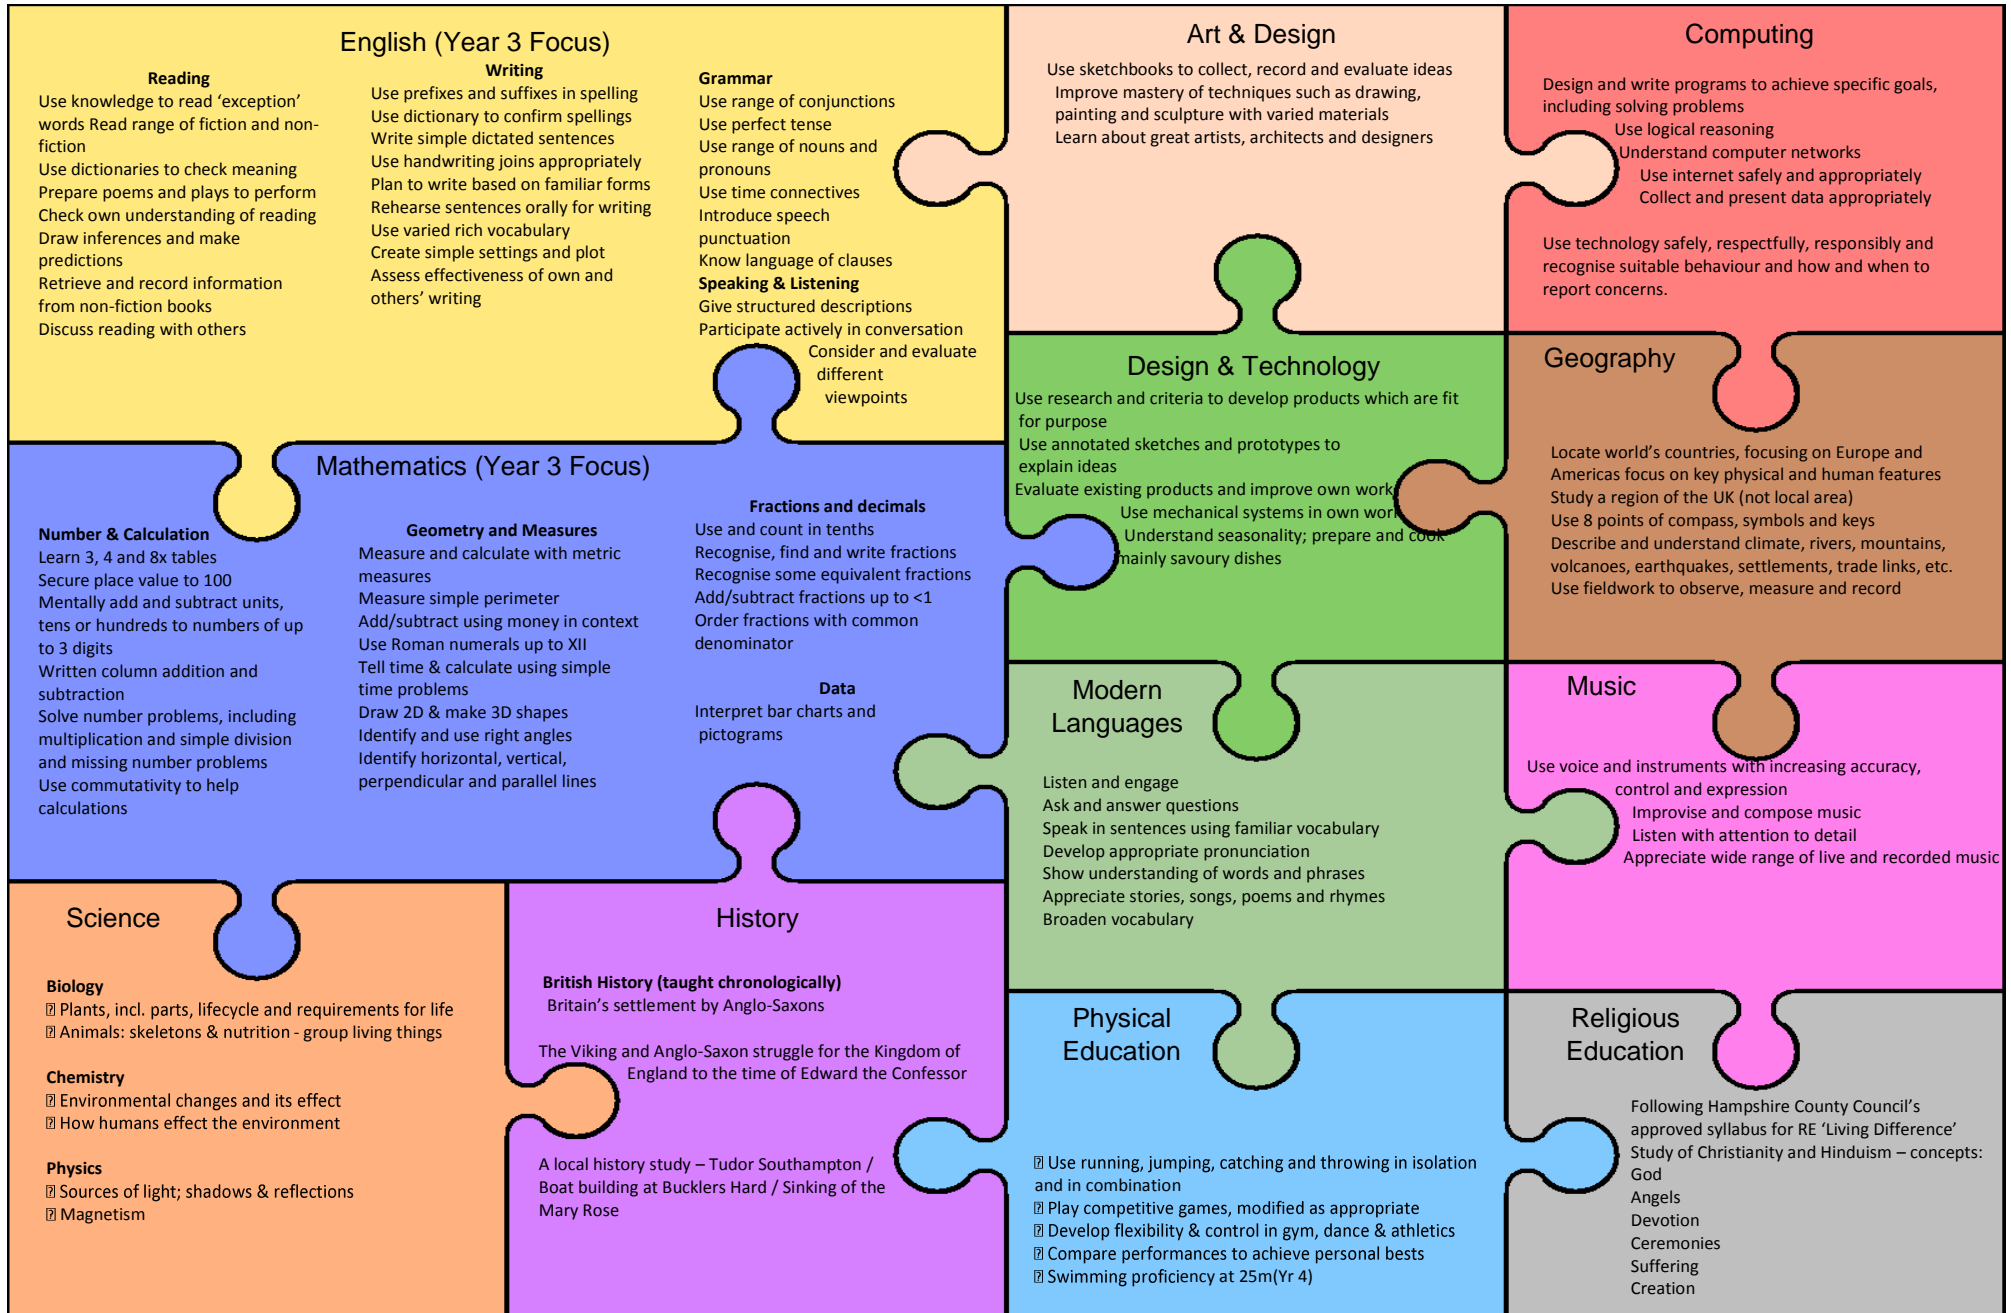 English (Year 3 Focus)
Reading
Use knowledge to read ‘exception’
words Read range of fiction and non-
fiction
Use dictionaries to check meaning
Prepare poems and plays to perform
Check own understanding of reading
Draw inferences and make
predictions
Retrieve and record information
from non-fiction books
Discuss reading with others
Writing
Use prefixes and suffixes in spelling
Use dictionary to confirm spellings
Write simple dictated sentences
Use handwriting joins appropriately
Plan to write based on familiar forms
Rehearse sentences orally for writing
Use varied rich vocabulary
Create simple settings and plot
Assess effectiveness of own and
others’ writing
Grammar
Use range of conjunctions
Use perfect tense
Use range of nouns and
pronouns
Use time connectives
Introduce speech
punctuation
Know language of clauses
Speaking & Listening
Give structured descriptions
Participate actively in conversation
Consider and evaluate
different
viewpoints
Art & Design
Use sketchbooks to collect, record and evaluate ideas
Improve mastery of techniques such as drawing,
painting and sculpture with varied materials
Learn about great artists, architects and designers
Computing
Design and write programs to achieve specific goals,
including solving problems
Use logical reasoning
Understand computer networks
Use internet safely and appropriately
Collect and present data appropriately
Use technology safely, respectfully, responsibly and
recognise suitable behaviour and how and when to
report concerns.
Design & Technology
Use research and criteria to develop products which are fit
for purpose
Use annotated sketches and prototypes to
explain ideas
Evaluate existing products and improve own work
Use mechanical systems in own work
Understand seasonality; prepare and cook
mainly savoury dishes
Geography
Locate world’s countries, focusing on Europe and
Americas focus on key physical and human features
Study a region of the UK (not local area)
Use 8 points of compass, symbols and keys
Describe and understand climate, rivers, mountains,
volcanoes, earthquakes, settlements, trade links, etc.
Use fieldwork to observe, measure and record
Mathematics (Year 3 Focus)
Number & Calculation
Learn 3, 4 and 8x tables
Secure place value to 100
Mentally add and subtract units,
tens or hundreds to numbers of up
to 3 digits
Written column addition and
subtraction
Solve number problems, including
multiplication and simple division
and missing number problems
Use commutativity to help
calculations
Geometry and Measures
Measure and calculate with metric
measures
Measure simple perimeter
Add/subtract using money in context
Use Roman numerals up to XII
Tell time & calculate using simple
time problems
Draw 2D & make 3D shapes
Identify and use right angles
Identify horizontal, vertical,
perpendicular and parallel lines
Fractions and decimals
Use and count in tenths
Recognise, find and write fractions
Recognise some equivalent fractions
Add/subtract fractions up to <1
Order fractions with common
denominator
Data
Interpret bar charts and
pictograms
Modern
Languages
Listen and engage
Ask and answer questions
Speak in sentences using familiar vocabulary
Develop appropriate pronunciation
Show understanding of words and phrases
Appreciate stories, songs, poems and rhymes
Broaden vocabulary
Music
Use voice and instruments with increasing accuracy,
control and expression
Improvise and compose music
Listen with attention to detail
Appreciate wide range of live and recorded music
Science
Biology
Plants, incl. parts, lifecycle and requirements for life
Animals: skeletons & nutrition - group living things
Chemistry
Environmental changes and its effect
How humans effect the environment
Physics
Sources of light; shadows & reflections
Magnetism
History
British History (taught chronologically)
Britain’s settlement by Anglo-Saxons
The Viking and Anglo-Saxon struggle for the Kingdom of
England to the time of Edward the Confessor
A local history study – Tudor Southampton /
Boat building at Bucklers Hard / Sinking of the
Mary Rose
Physical
Education
Use running, jumping, catching and throwing in isolation
and in combination
Play competitive games, modified as appropriate
Develop flexibility & control in gym, dance & athletics
Compare performances to achieve personal bests
Swimming proficiency at 25m(Yr 4)
Religious
Education
Following Hampshire County Council’s
approved syllabus for RE ‘Living Difference’
Study of Christianity and Hinduism – concepts:
God
Angels
Devotion
Ceremonies
Suffering
Creation